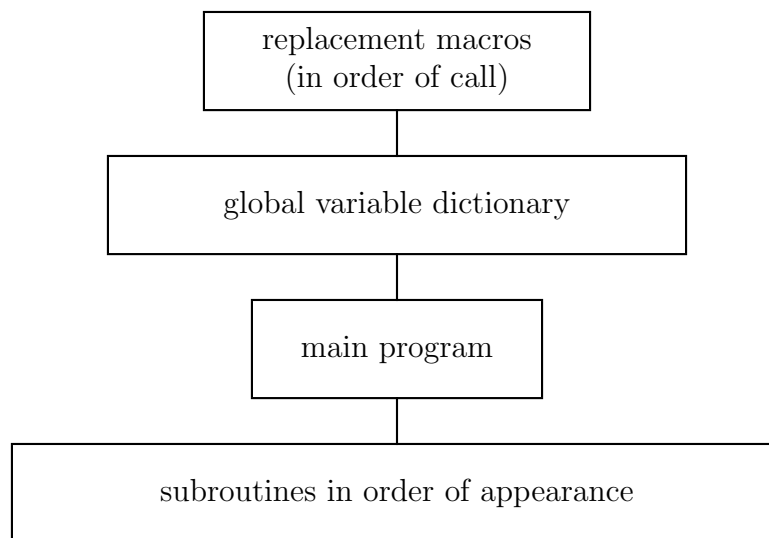 replacement macros
(in order of call)
global variable dictionary
main program
subroutines in order of appearance